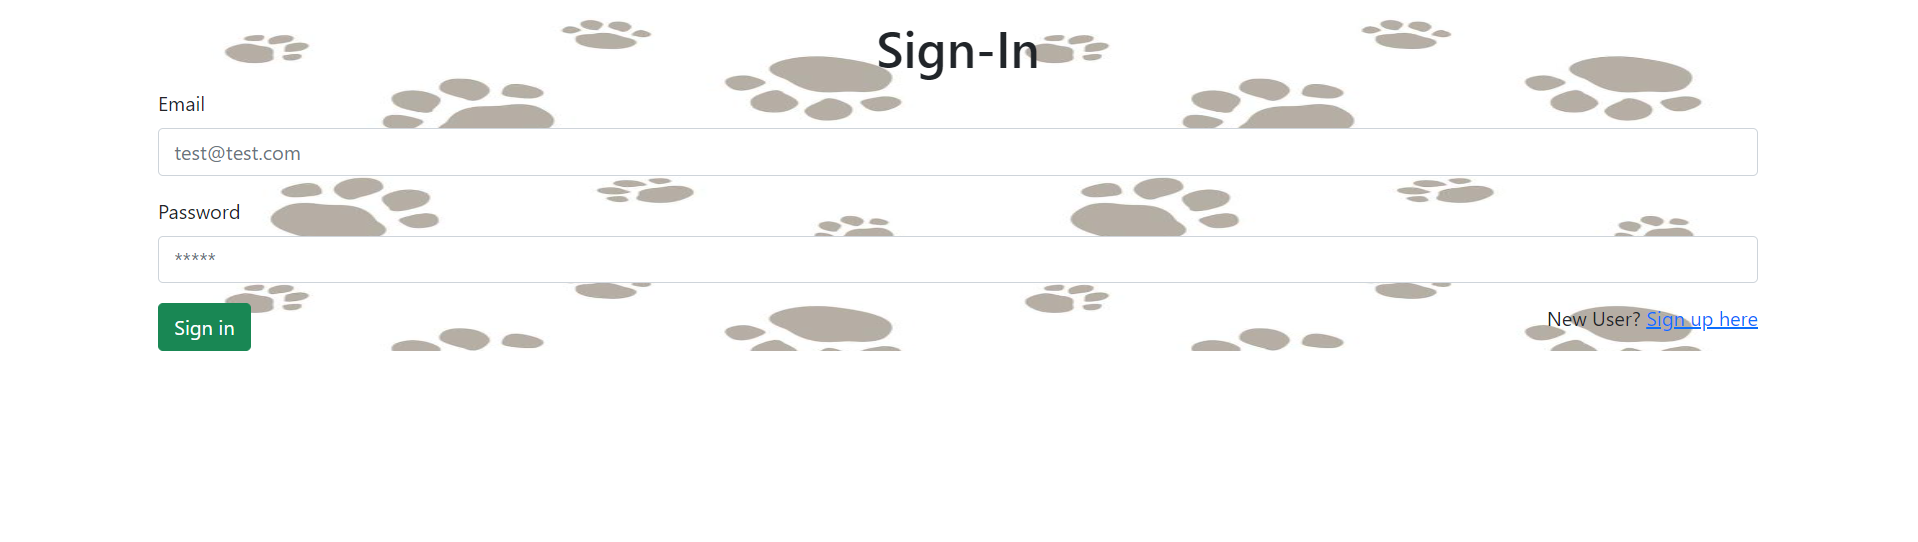 Sign-In
Email
test@test.com
Password
*****
Sign in
New User? Sign up here